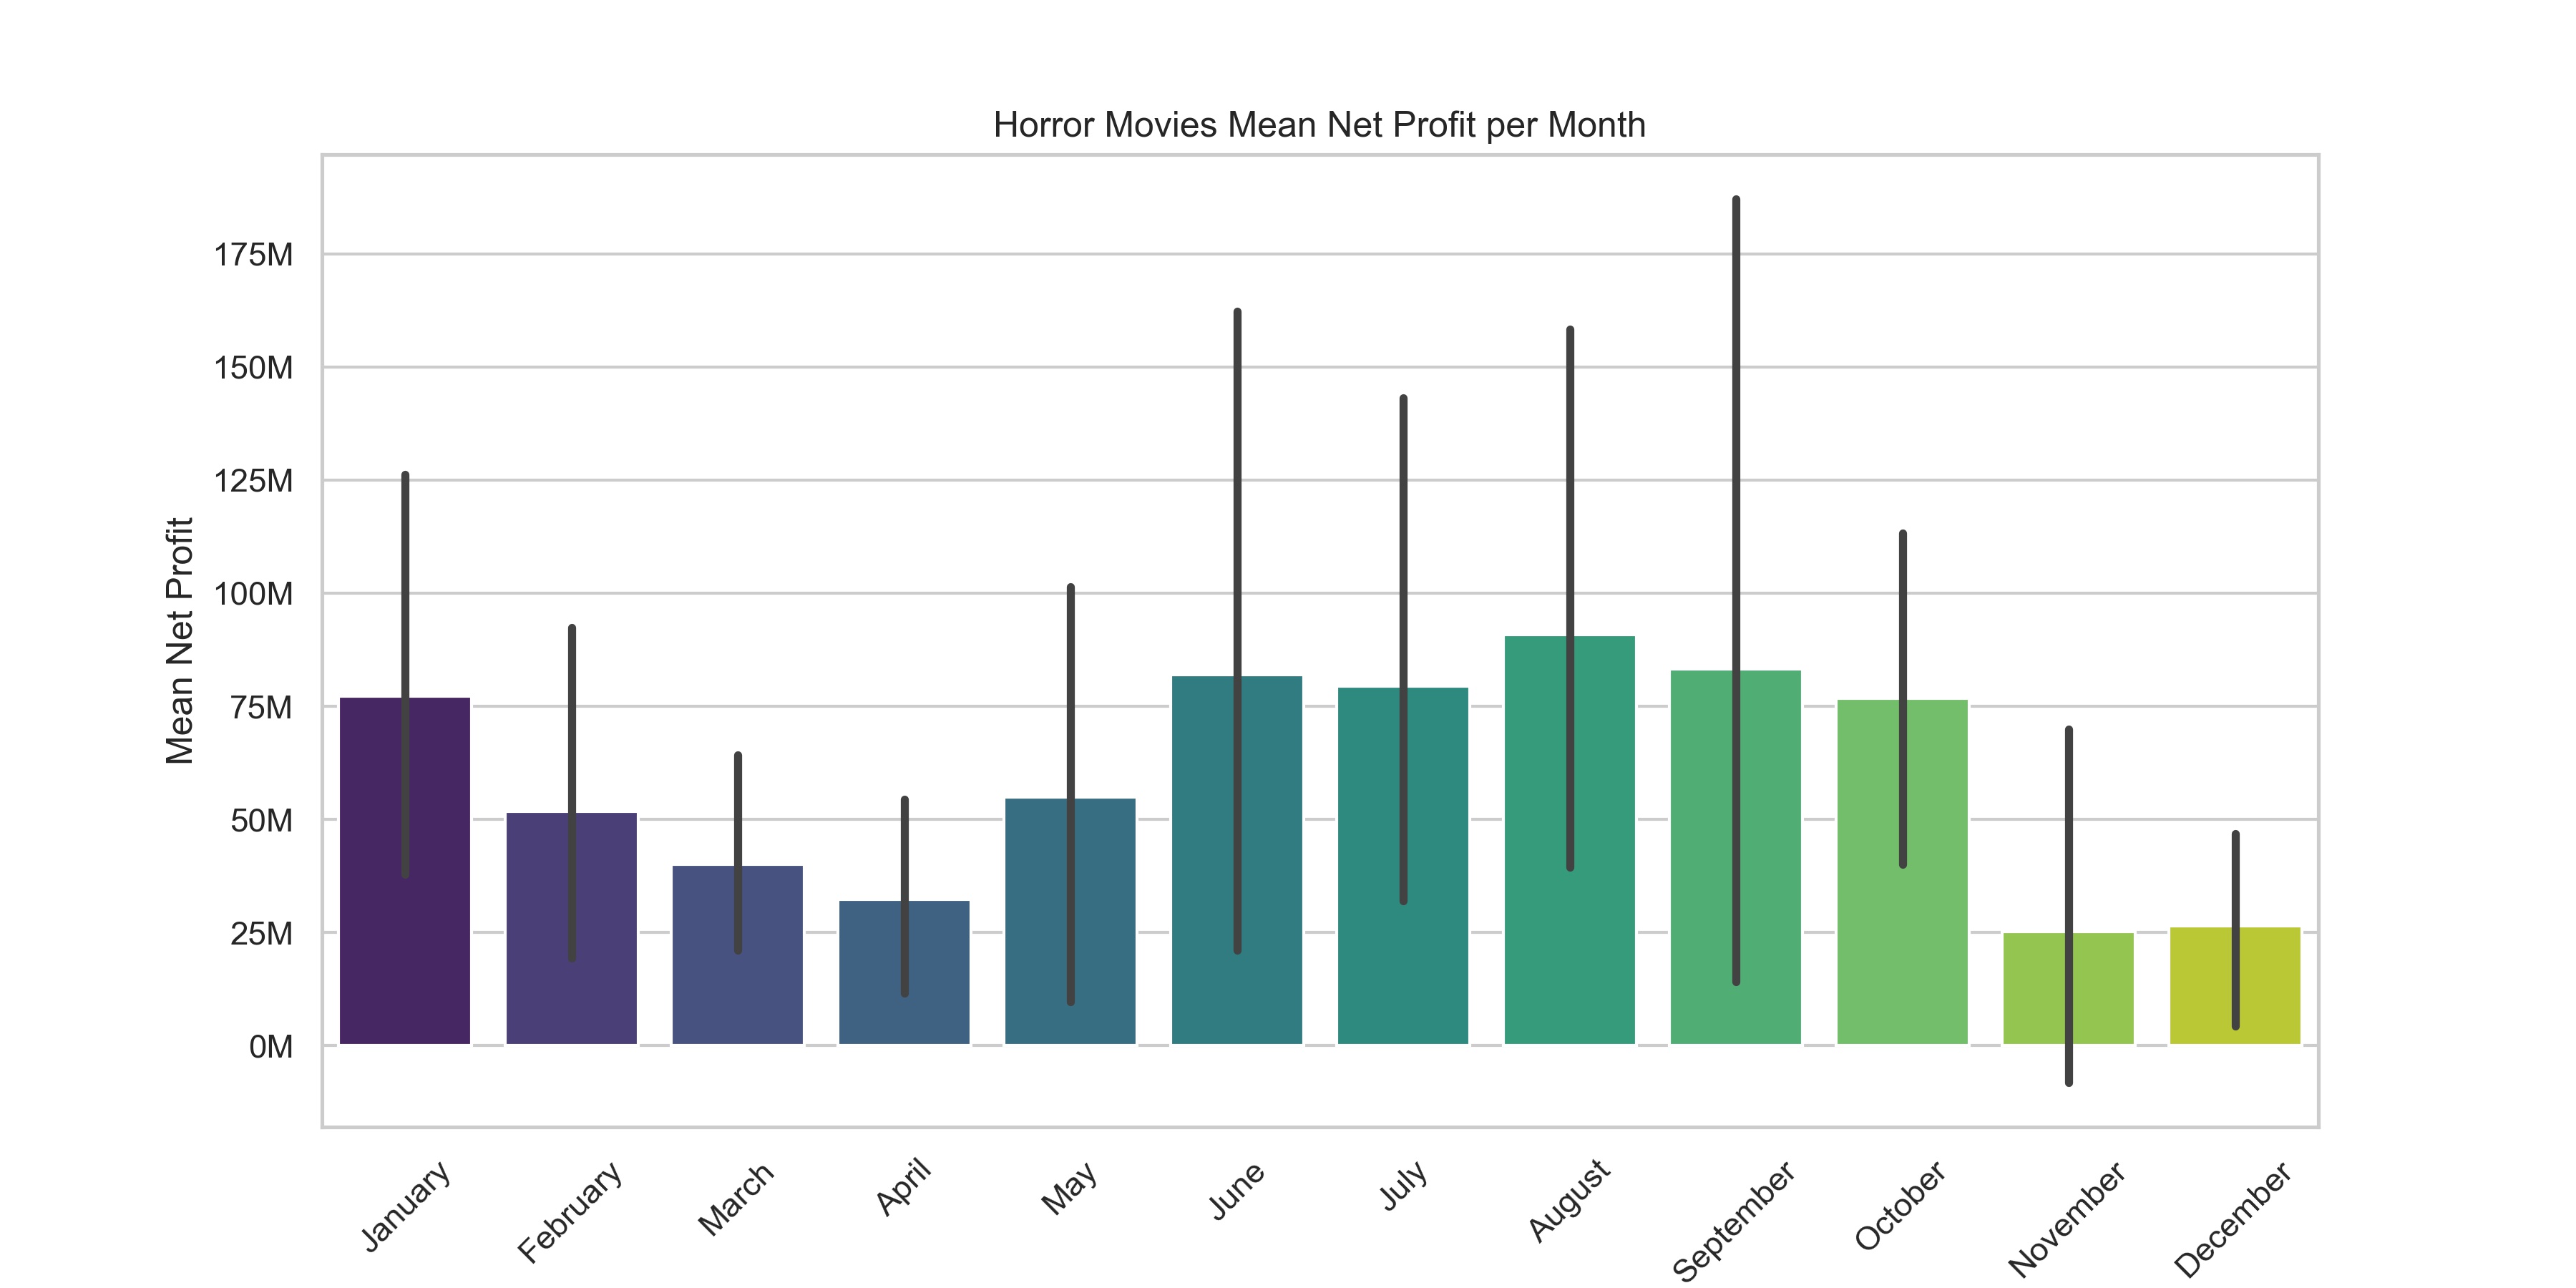 Horror Movies Mean Net Profit per Month
Mean Net Profit
175M
150M
125M
100M
75M
50M
25M
0M
January
February
March
April
May
June
July
August
September
October
November
December